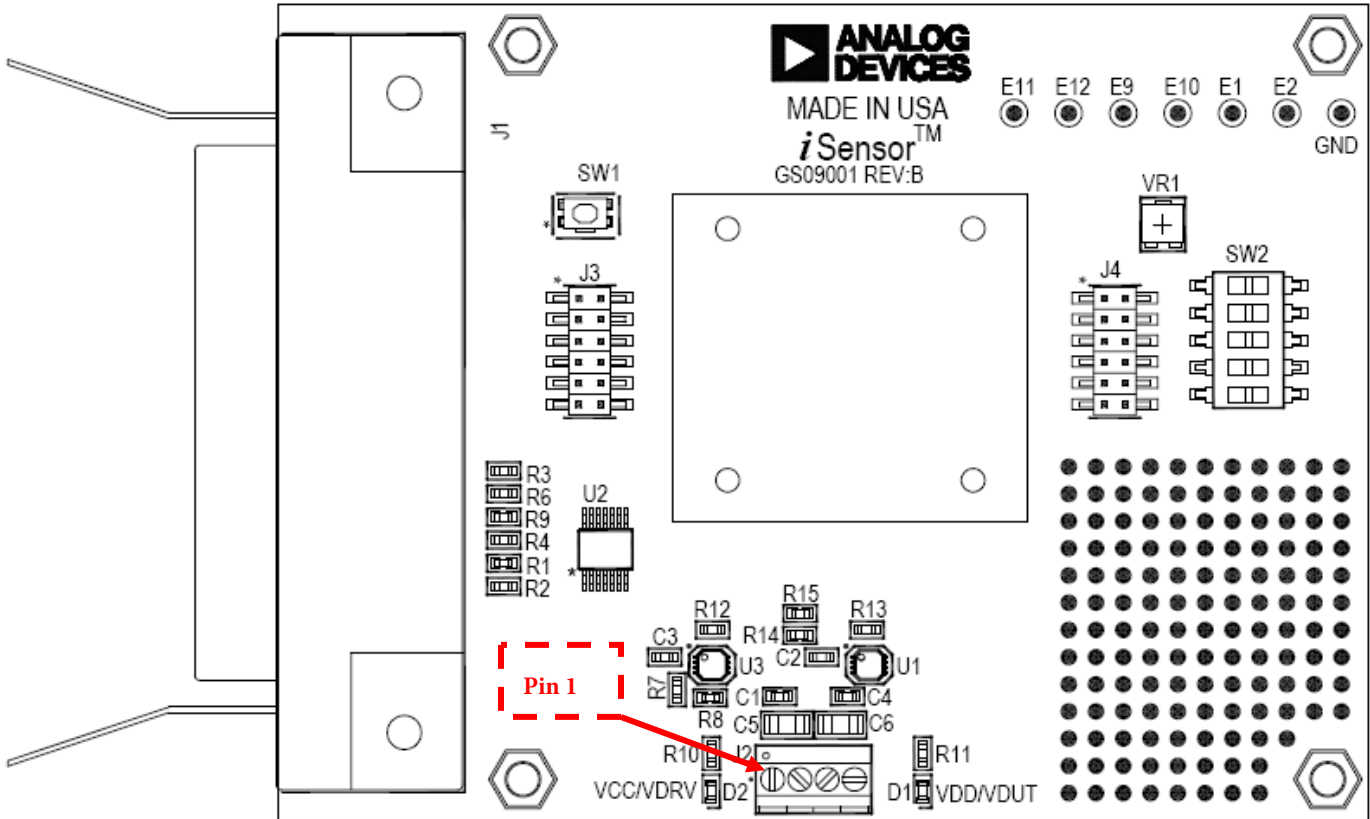 ANALOG
DEVICES
MADE IN USA
i Sensor™
GS09001 REV:B
E11 E12 E9 E10 E1 E2
GND
J1
SW1
VR1
J3
J4
SW2
R3
R6
R9
R4
R1
R2
U2
*
R12
R15
R13
R14
C3
C2
U3
U1
R7
R8
C1
C4
C5
C6
Pin 1
R10
J2
R11
VCC/VDRV
D2
D1
VDD/VDUT